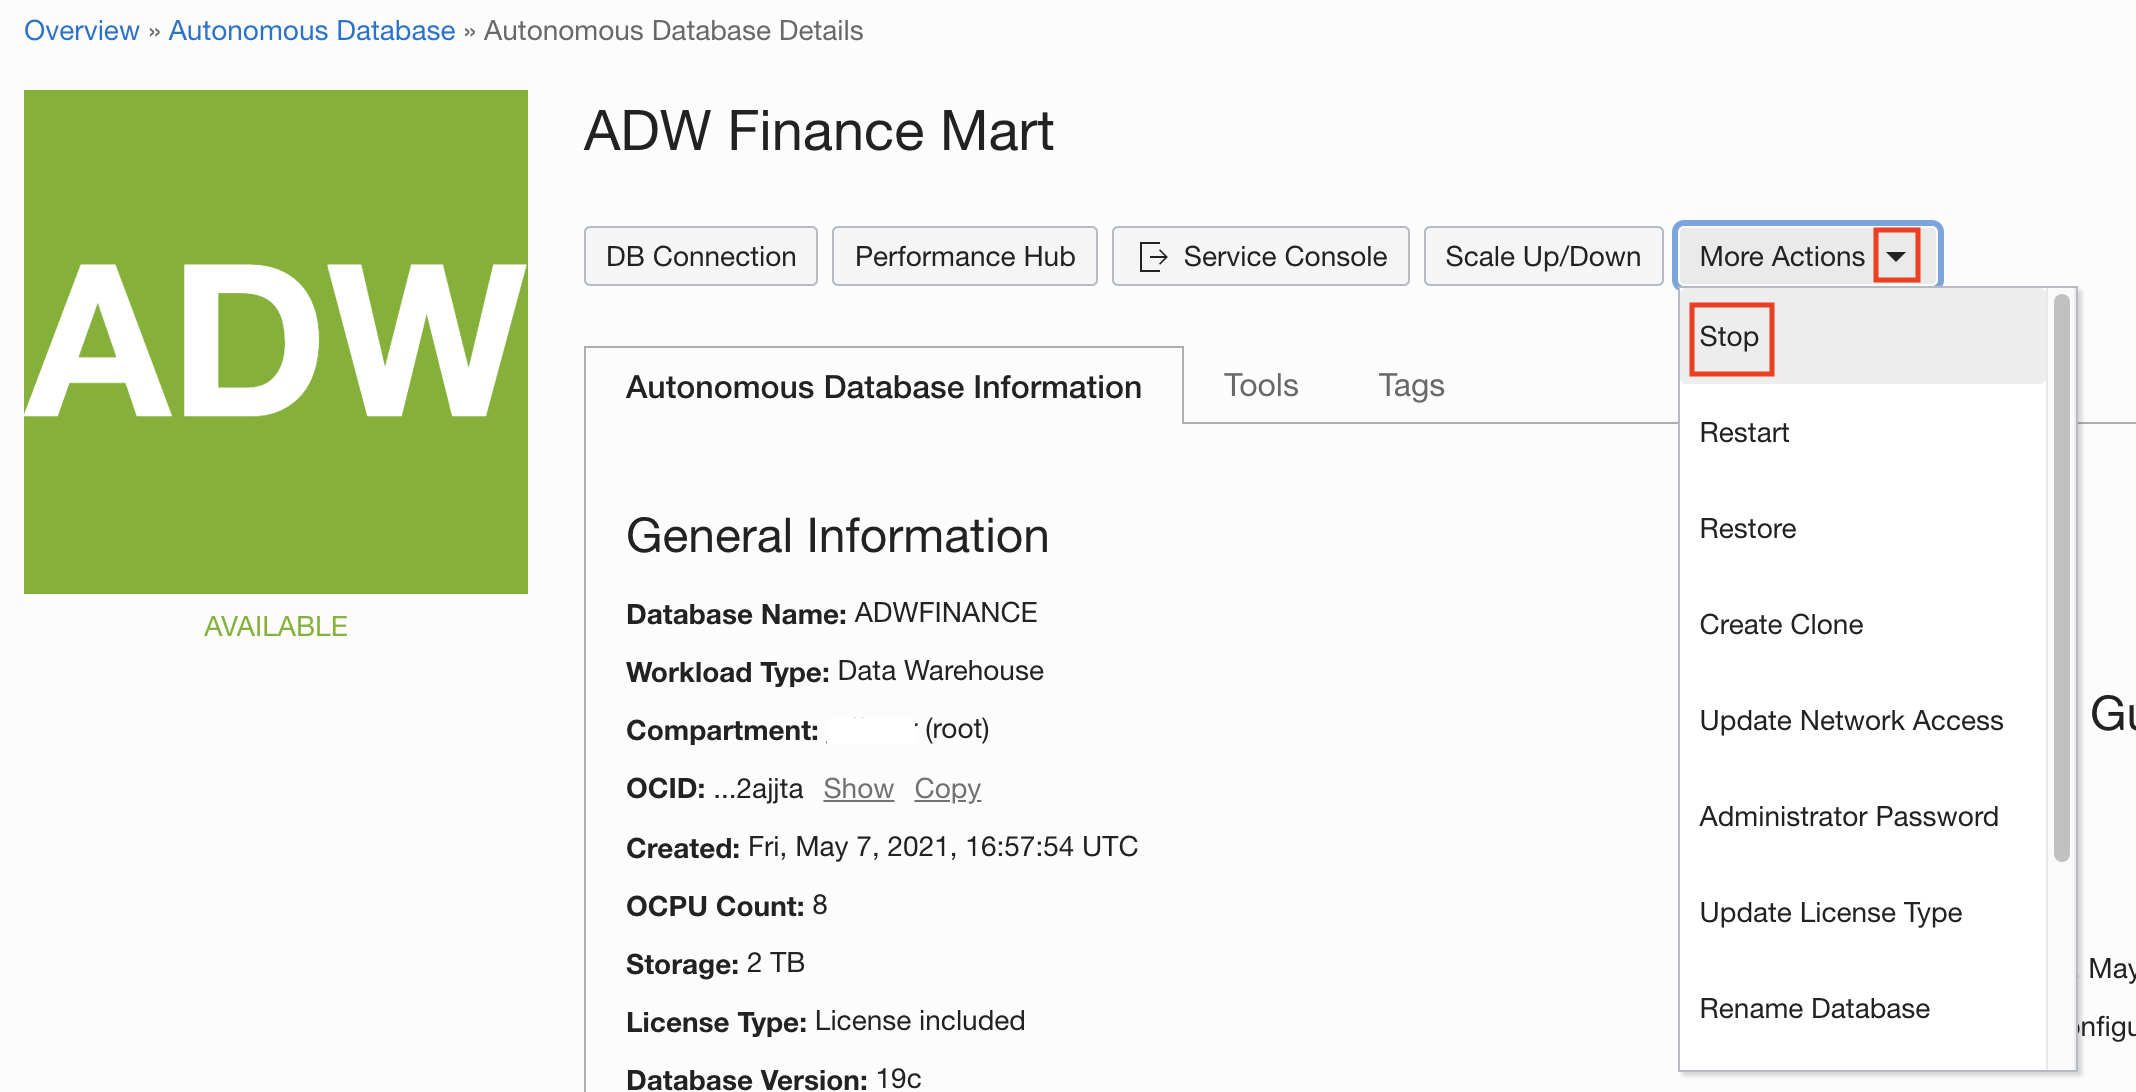 Overview » Autonomous Database » Autonomous Database Details
ADW
AVAILABLE
ADW Finance Mart
DB Connection
Performance Hub
Service Console
Scale Up/Down
More Actions
Stop
Restart
Restore
Create Clone
Update Network Access
Administrator Password
Update License Type
Rename Database
Autonomous Database Information
Tools
Tags
General Information
Database Name: ADWFINANCE
Workload Type: Data Warehouse
Compartment: (root)
OCID: ...2ajjta Show Copy
Created: Fri, May 7, 2021, 16:57:54 UTC
OCPU Count: 8
Storage: 2 TB
License Type: License included
Database Version: 19c
May